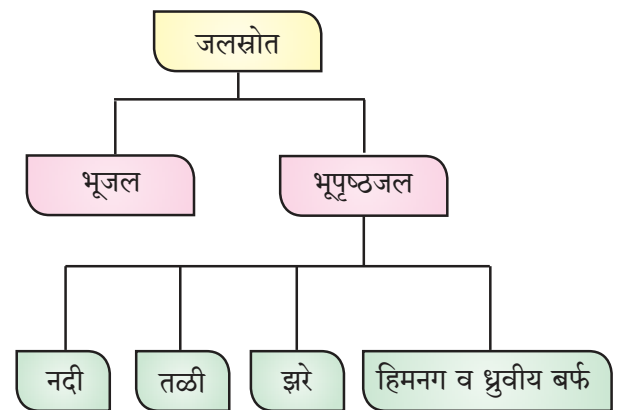 जलस्रोत
भूजल
भूपृष्ठजल
नदी
तळी
झरे
हिमनग व ध्रुवीय बर्फ